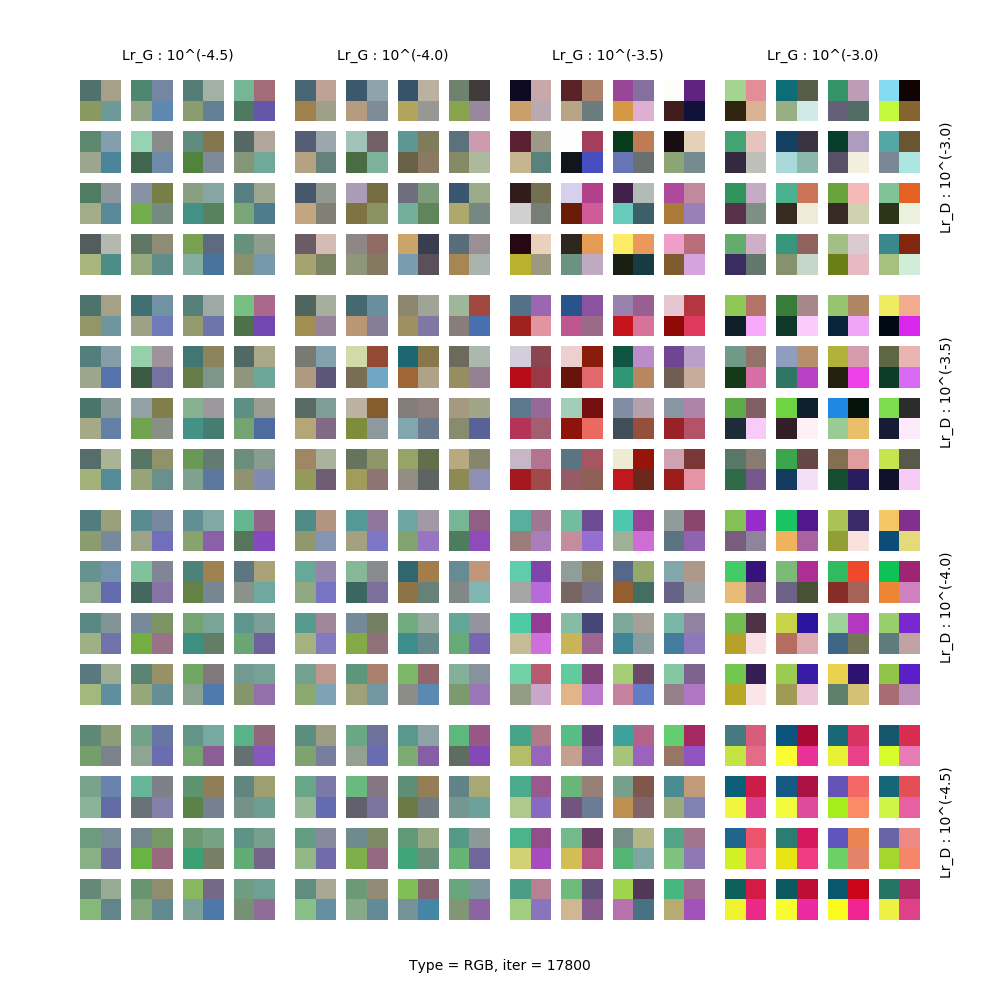 Lr_G : 10^(-4.5)
Lr_G : 10^(-4.0)
Lr_G : 10^(-3.5)
Lr_G : 10^(-3.0)
Lr_D : 10^(-3.0)
Lr_D : 10^(-3.5)
Lr_D : 10^(-4.0)
Lr_D : 10^(-4.5)
Type = RGB, iter = 17800